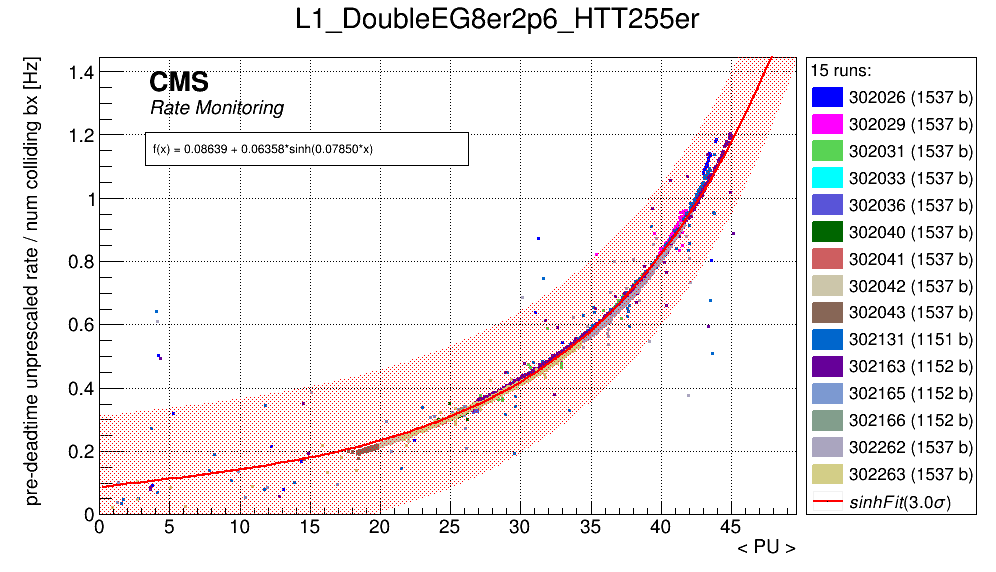 L1_DoubleEG8er2p6_HTT255er
pre-deadtime unprescaled rate / num colliding bx [Hz]
1.4
1.2
1
0.8
0.6
0.4
0.2
0
CMS
Rate Monitoring
f(x) = 0.08639 + 0.06358*sinh(0.07850*x)
0 5 10 15 20 25 30 35 40 45
< PU >
15 runs:
302026 (1537 b)
302029 (1537 b)
302031 (1537 b)
302033 (1537 b)
302036 (1537 b)
302040 (1537 b)
302041 (1537 b)
302042 (1537 b)
302043 (1537 b)
302131 (1151 b)
302163 (1152 b)
302165 (1152 b)
302166 (1152 b)
302262 (1537 b)
302263 (1537 b)
sinhFit(3.0σ)